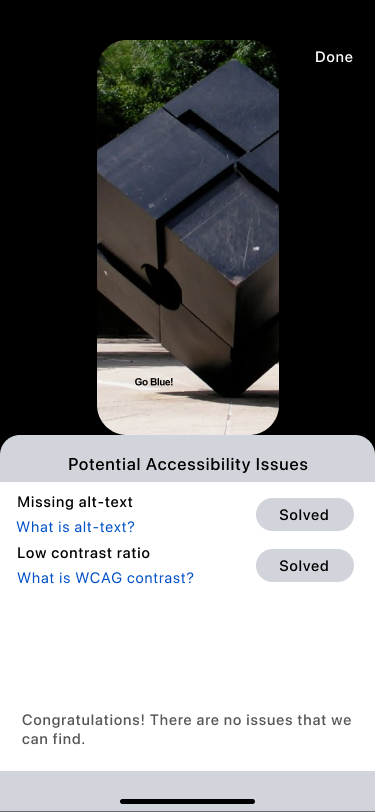 Done
Go Blue!
Potential Accessibility Issues
Missing alt-text
Solved
What is alt-text?
Low contrast ratio
Solved
What is WCAG contrast?
Congratulations! There are no issues that we
can find.